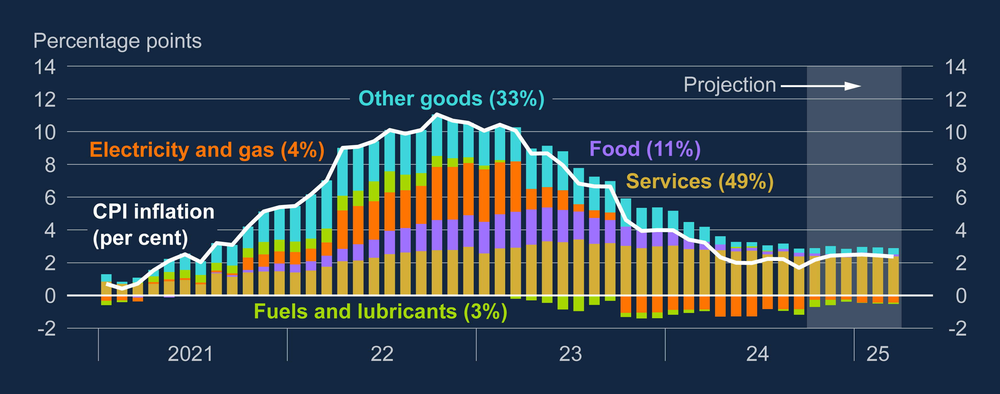 Percentage points
14 14
Projection
12 Other goods (33%) 12
10 10
Electricity and gas (4%) Food (11%)
8 8
Services (49%)
6 6
CPI inflation
4 4
(per cent)
2 2
0 0
Fuels and lubricants (3%)
-2 -2
2021 22 23 24 25